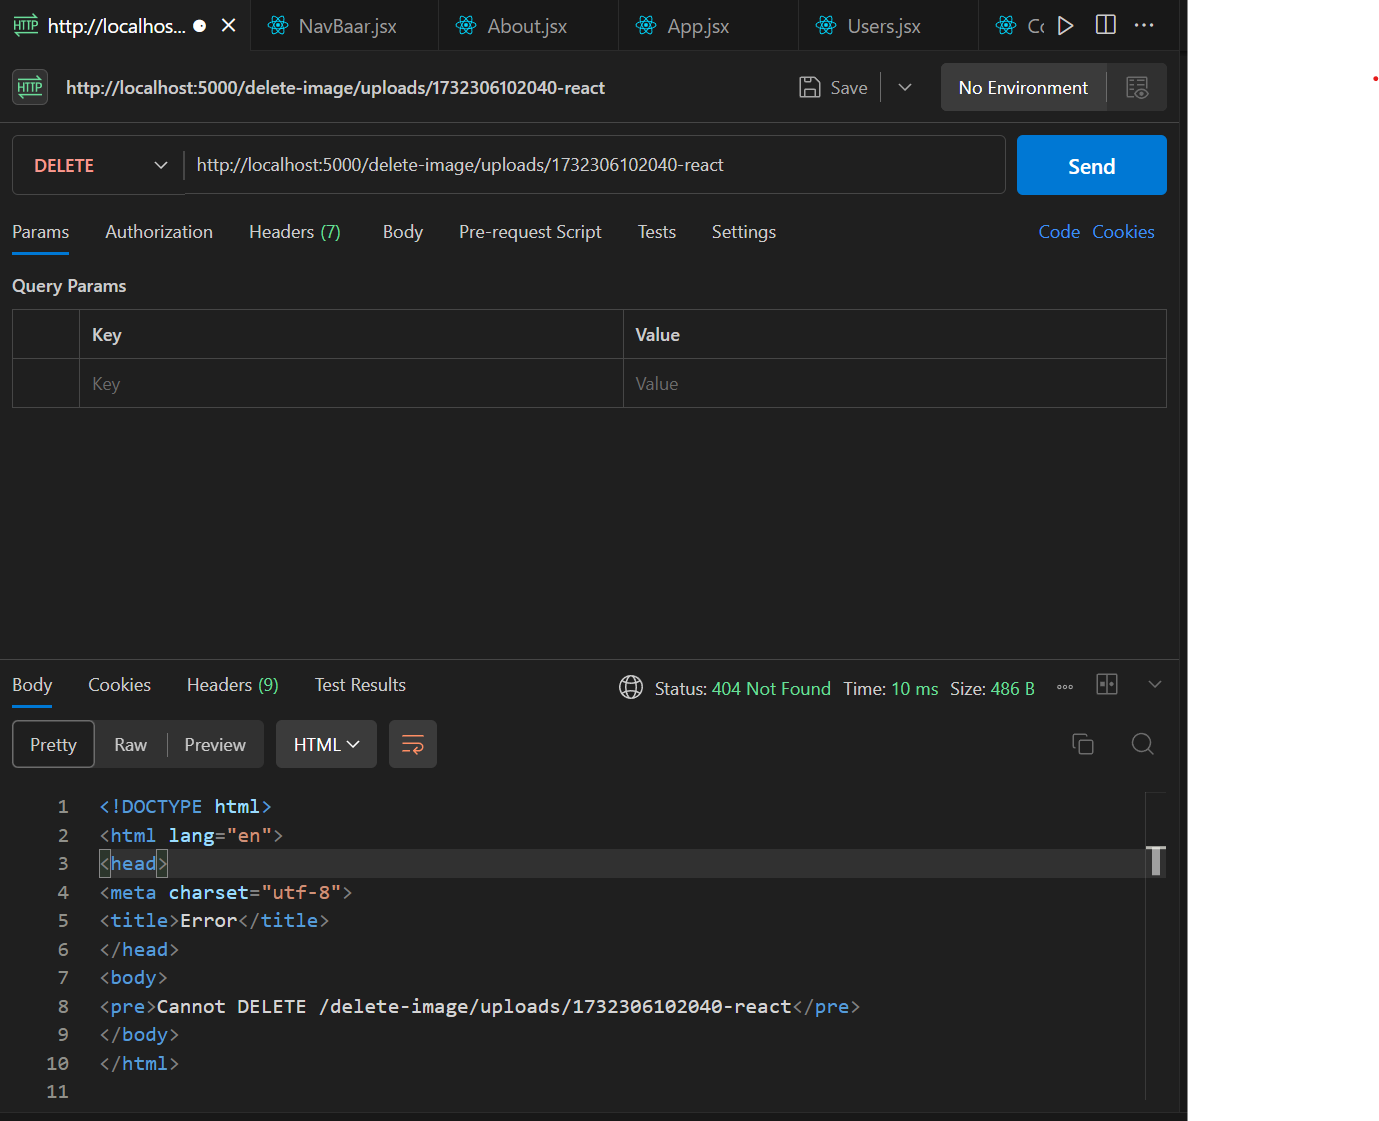 HTTP http://localhos... NavBaar.jsx About.jsx App.jsx Users.jsx Co
HTTP http://localhost:5000/delete-image/uploads/1732306102040-react Save No Environment
DELETE http://localhost:5000/delete-image/uploads/1732306102040-react Send
Params Authorization Headers (7) Body Pre-request Script Tests Settings Code Cookies
Query Params
Key Value
Key Value
Body Cookies Headers (9) Test Results Status: 404 Not Found Time: 10 ms Size: 486 B
Pretty Raw Preview HTML
1 <!DOCTYPE html>
2 <html lang="en">
3 <head>
4 <meta charset="utf-8">
5 <title>Error</title>
6 </head>
7 <body>
8 <pre>Cannot DELETE /delete-image/uploads/1732306102040-react</pre>
9 </body>
10 </html>
11